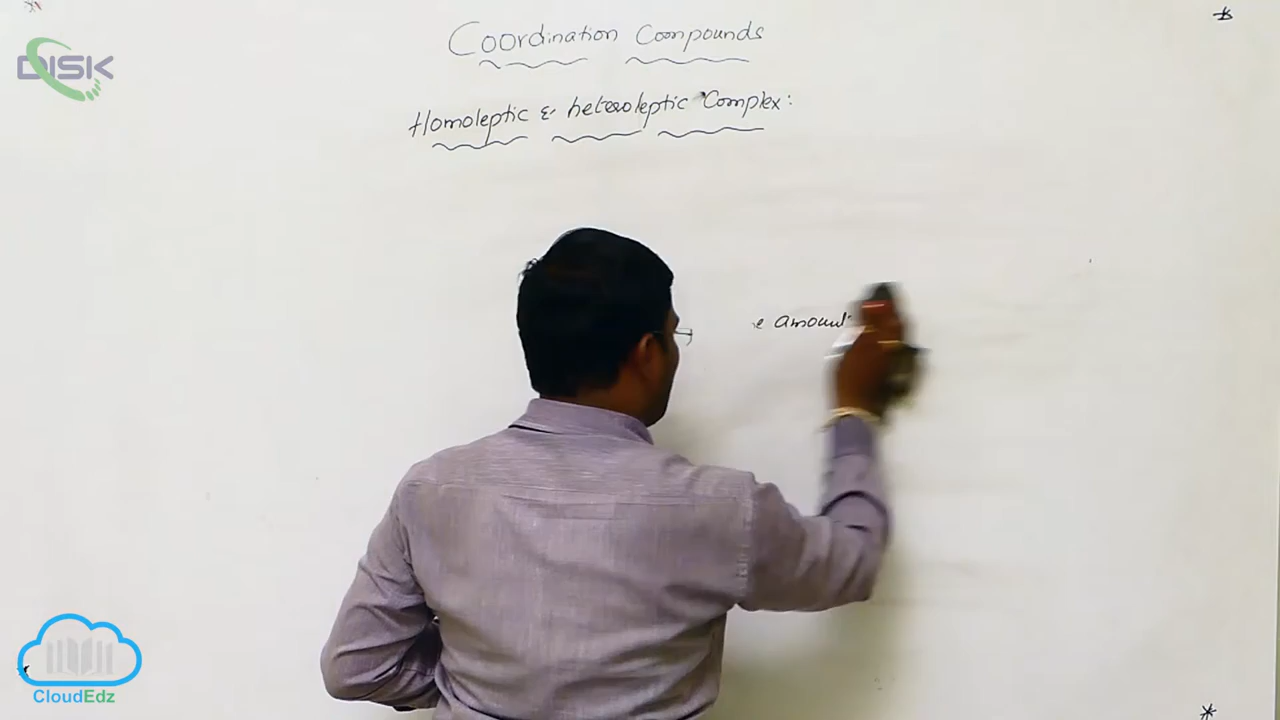 DISK
Coordination Compounds
Homoleptic & heteroleptic Complex:
e amount
CloudEdz